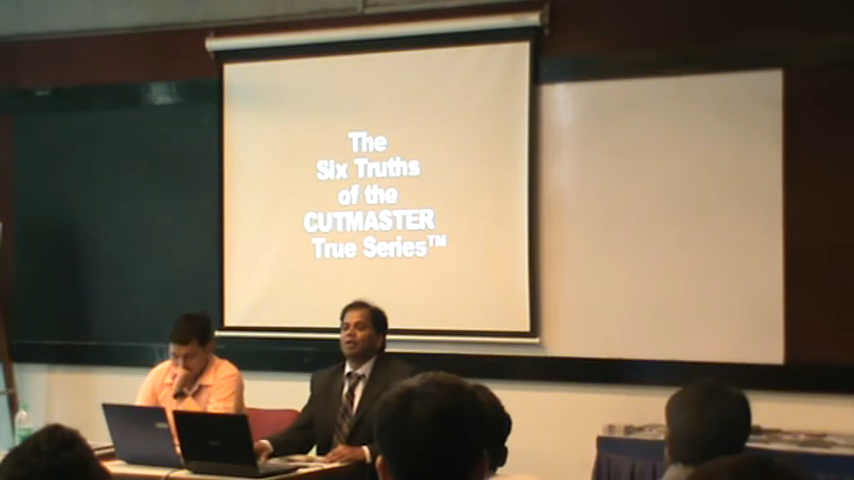 The
Six Truths
of the
CUTMASTER
True Series™